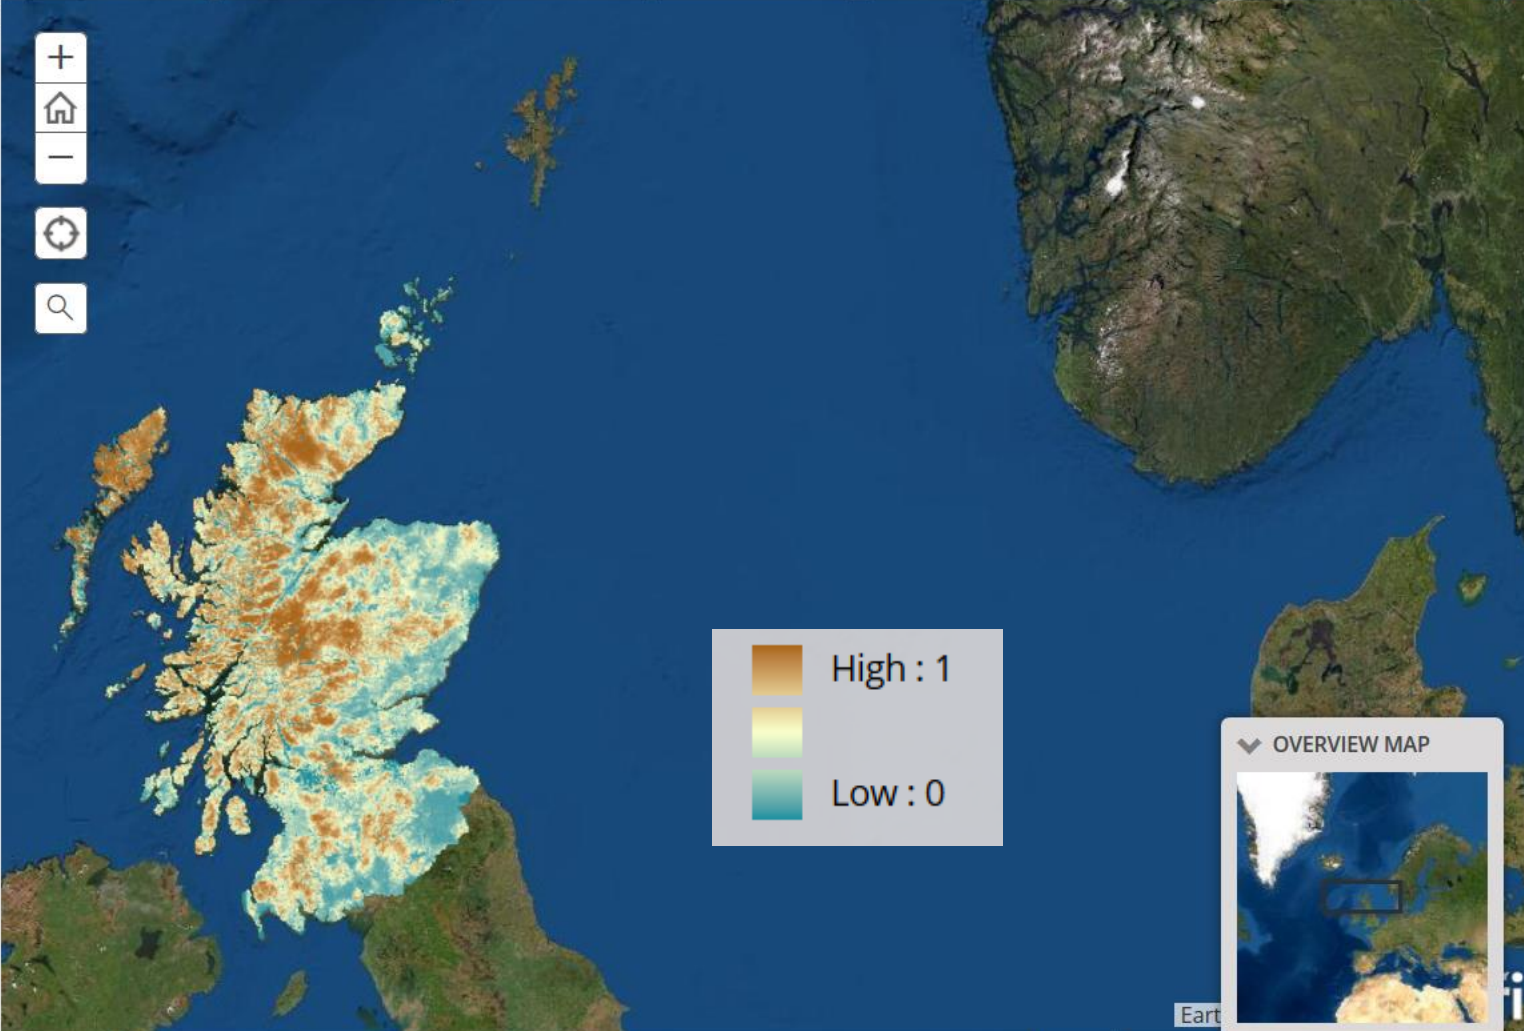 +
−
High : 1
Low : 0
OVERVIEW MAP
Eart